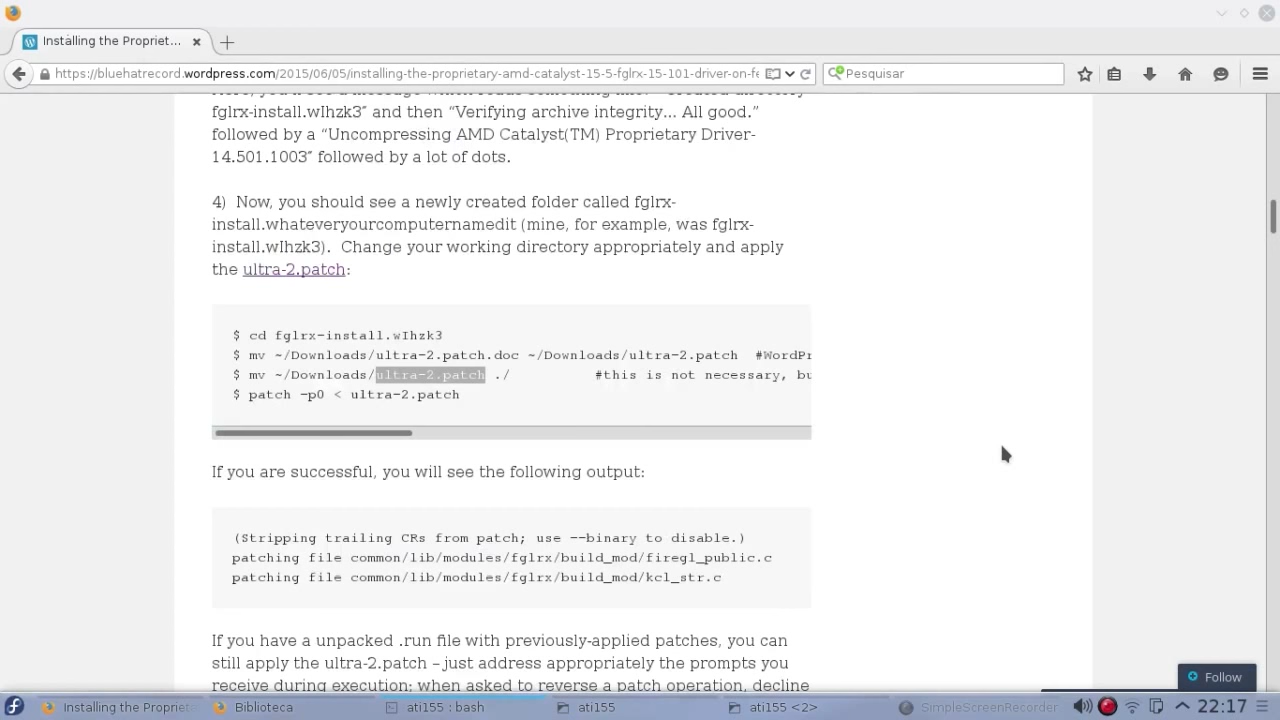 Installing the Propriet...
https://bluehatrecord.wordpress.com/2015/06/05/installing-the-proprietary-amd-catalyst-15-5-fglrx-15-101-driver-on-fe
Pesquisar
fglrx-install.wIhzk3″ and then “Verifying archive integrity… All good.”
followed by a “Uncompressing AMD Catalyst(TM) Proprietary Driver-
14.501.1003″ followed by a lot of dots.
4)  Now, you should see a newly created folder called fglrx-
install.whateveryourcomputernamedit (mine, for example, was fglrx-
install.wIhzk3).  Change your working directory appropriately and apply
the ultra-2.patch:
$ cd fglrx-install.wIhzk3
$ mv ~/Downloads/ultra-2.patch.doc ~/Downloads/ultra-2.patch  #WordPr
$ mv ~/Downloads/ultra-2.patch ./          #this is not necessary, bu
$ patch -p0 < ultra-2.patch
If you are successful, you will see the following output:
(Stripping trailing CRs from patch; use --binary to disable.)
patching file common/lib/modules/fglrx/build_mod/firegl_public.c
patching file common/lib/modules/fglrx/build_mod/kcl_str.c
If you have a unpacked .run file with previously-applied patches, you can
still apply the ultra-2.patch – just address appropriately the prompts you
receive during execution; when asked to reverse a patch operation, decline
Follow
Installing the Propriet
Biblioteca
ati155 : bash
ati155
ati155 <2>
SimpleScreenRecorder
22:17